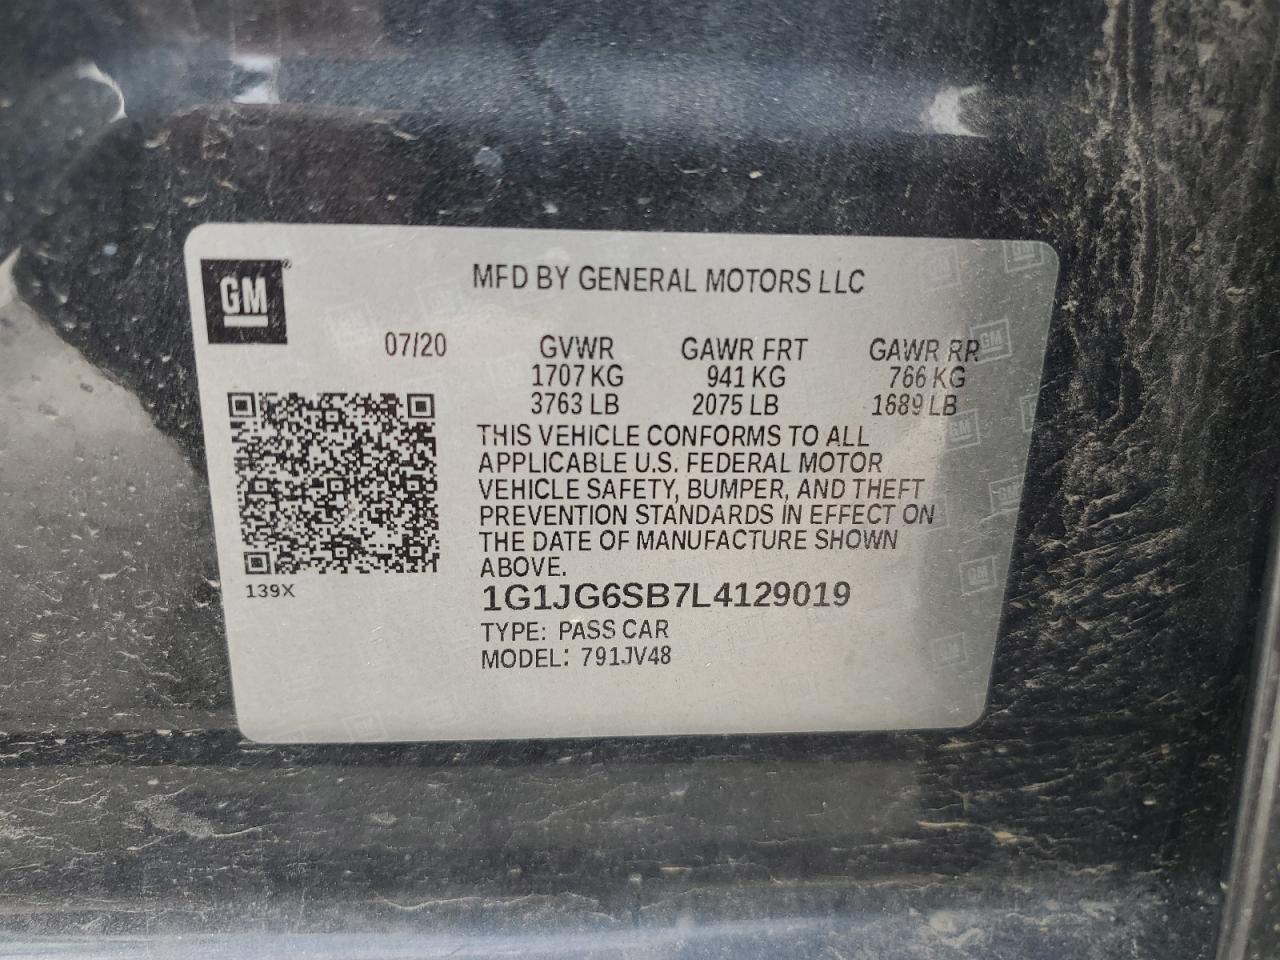 GM®
MFD BY GENERAL MOTORS LLC
07/20 GVWR GAWR FRT GAWR RR
1707 KG 941 KG 766 KG
3763 LB 2075 LB 1689 LB
THIS VEHICLE CONFORMS TO ALL
APPLICABLE U.S. FEDERAL MOTOR
VEHICLE SAFETY, BUMPER, AND THEFT
PREVENTION STANDARDS IN EFFECT ON
THE DATE OF MANUFACTURE SHOWN
ABOVE.
139X
1G1JG6SB7L4129019
TYPE: PASS CAR
MODEL: 791JV48